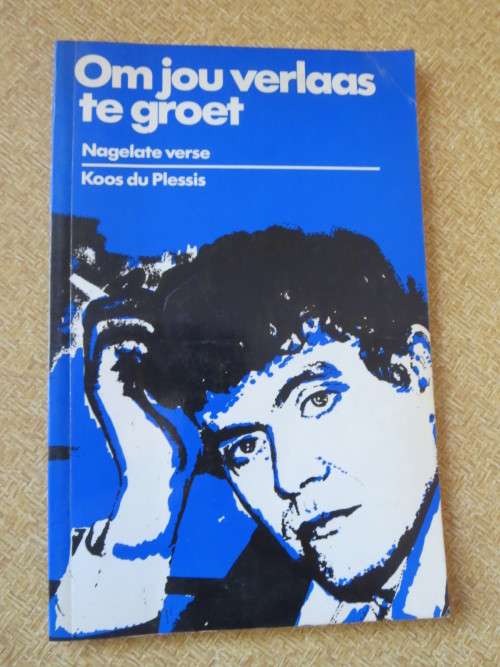 Om jou verlaas
te groet
Nagelate verse
Koos du Plessis